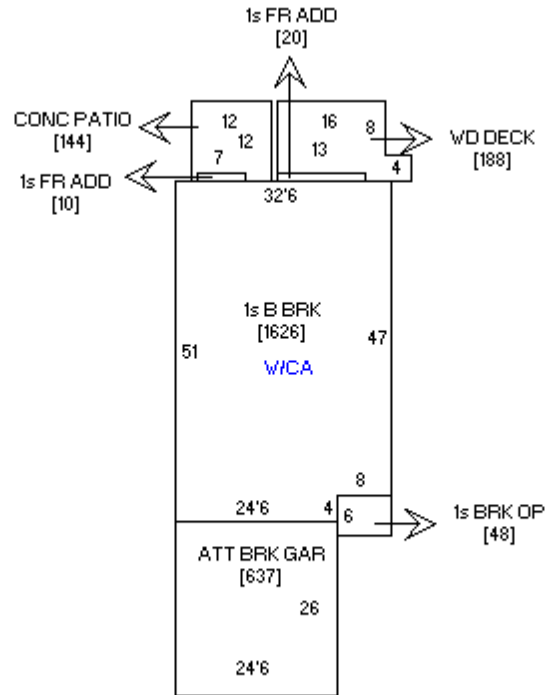 1s FR ADD
[20]
CONC PATIO
[144]
12
12
7
16
8
13
4
WD DECK
[188]
1s FR ADD
[10]
32'6
1s B BRK
[1626]
W/CA
51
47
8
24'6
4
6
1s BRK OP
[48]
ATT BRK GAR
[637]
26
24'6